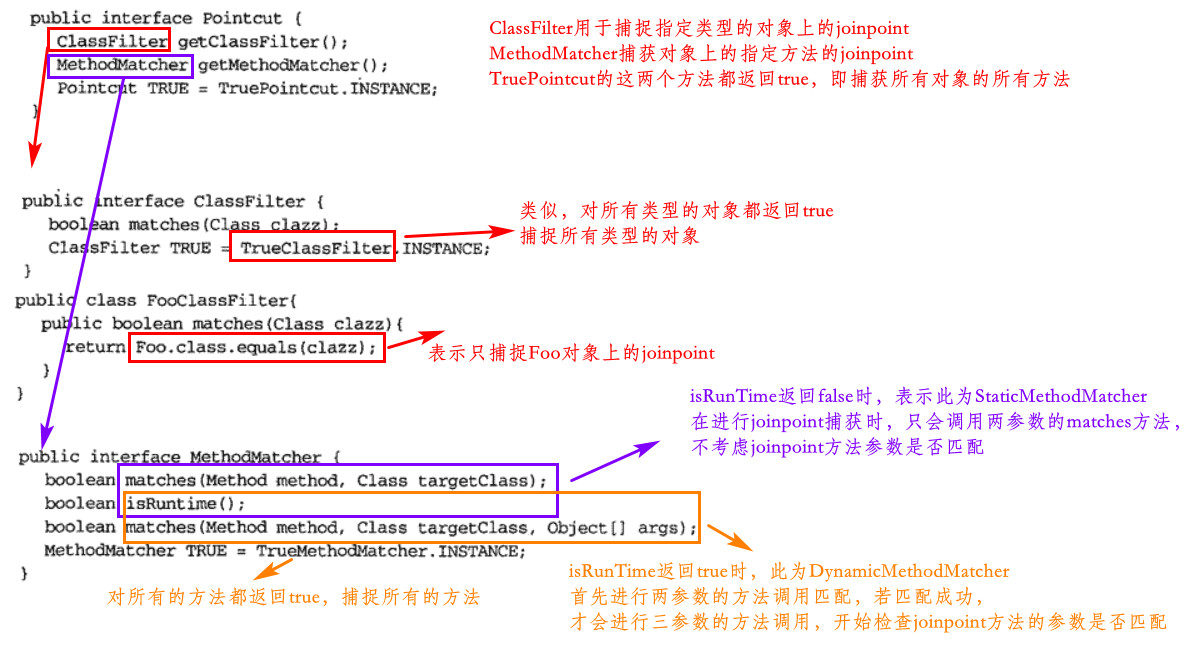 public interface Pointcut {
ClassFilter getClassFilter();
MethodMatcher getMethodMatcher();
Pointcut TRUE = TruePointcut.INSTANCE;
}
ClassFilter用于捕捉指定类型的对象上的joinpoint
MethodMatcher捕获对象上的指定方法的joinpoint
TruePointcut的这两个方法都返回true，即捕获所有对象的所有方法
public interface ClassFilter {
boolean matches(Class clazz);
ClassFilter TRUE = TrueClassFilter.INSTANCE;
}
类似，对所有类型的对象都返回true
捕捉所有类型的对象
public class FooClassFilter{
public boolean matches(Class clazz){
return Foo.class.equals(clazz);
}
}
表示只捕捉Foo对象上的joinpoint
isRunTime返回false时，表示此为StaticMethodMatcher
在进行joinpoint捕获时，只会调用两参数的matches方法，
不考虑joinpoint方法参数是否匹配
public interface MethodMatcher {
boolean matches(Method method, Class targetClass);
boolean isRuntime();
boolean matches(Method method, Class targetClass, Object[] args);
MethodMatcher TRUE = TrueMethodMatcher.INSTANCE;
}
对所有的方法都返回true，捕捉所有的方法
isRunTime返回true时，此为DynamicMethodMatcher
首先进行两参数的方法调用匹配，若匹配成功，
才会进行三参数的方法调用，开始检查joinpoint方法的参数是否匹配